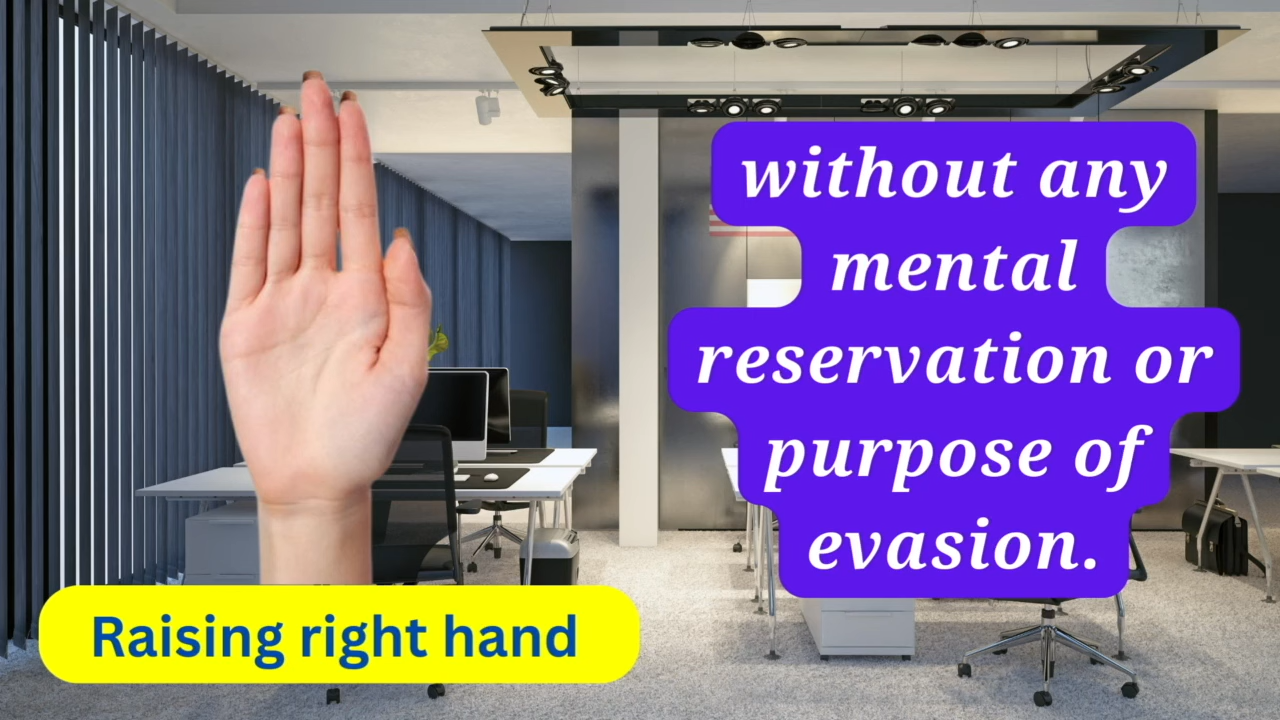 without any
mental
reservation or
purpose of
evasion.
Raising right hand